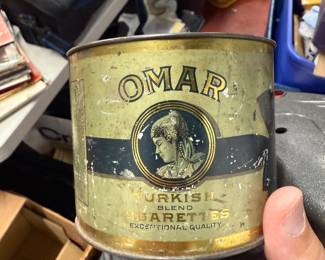 OMAR
TURKISH
BLEND
CIGARETTES
EXCEPTIONAL QUALITY